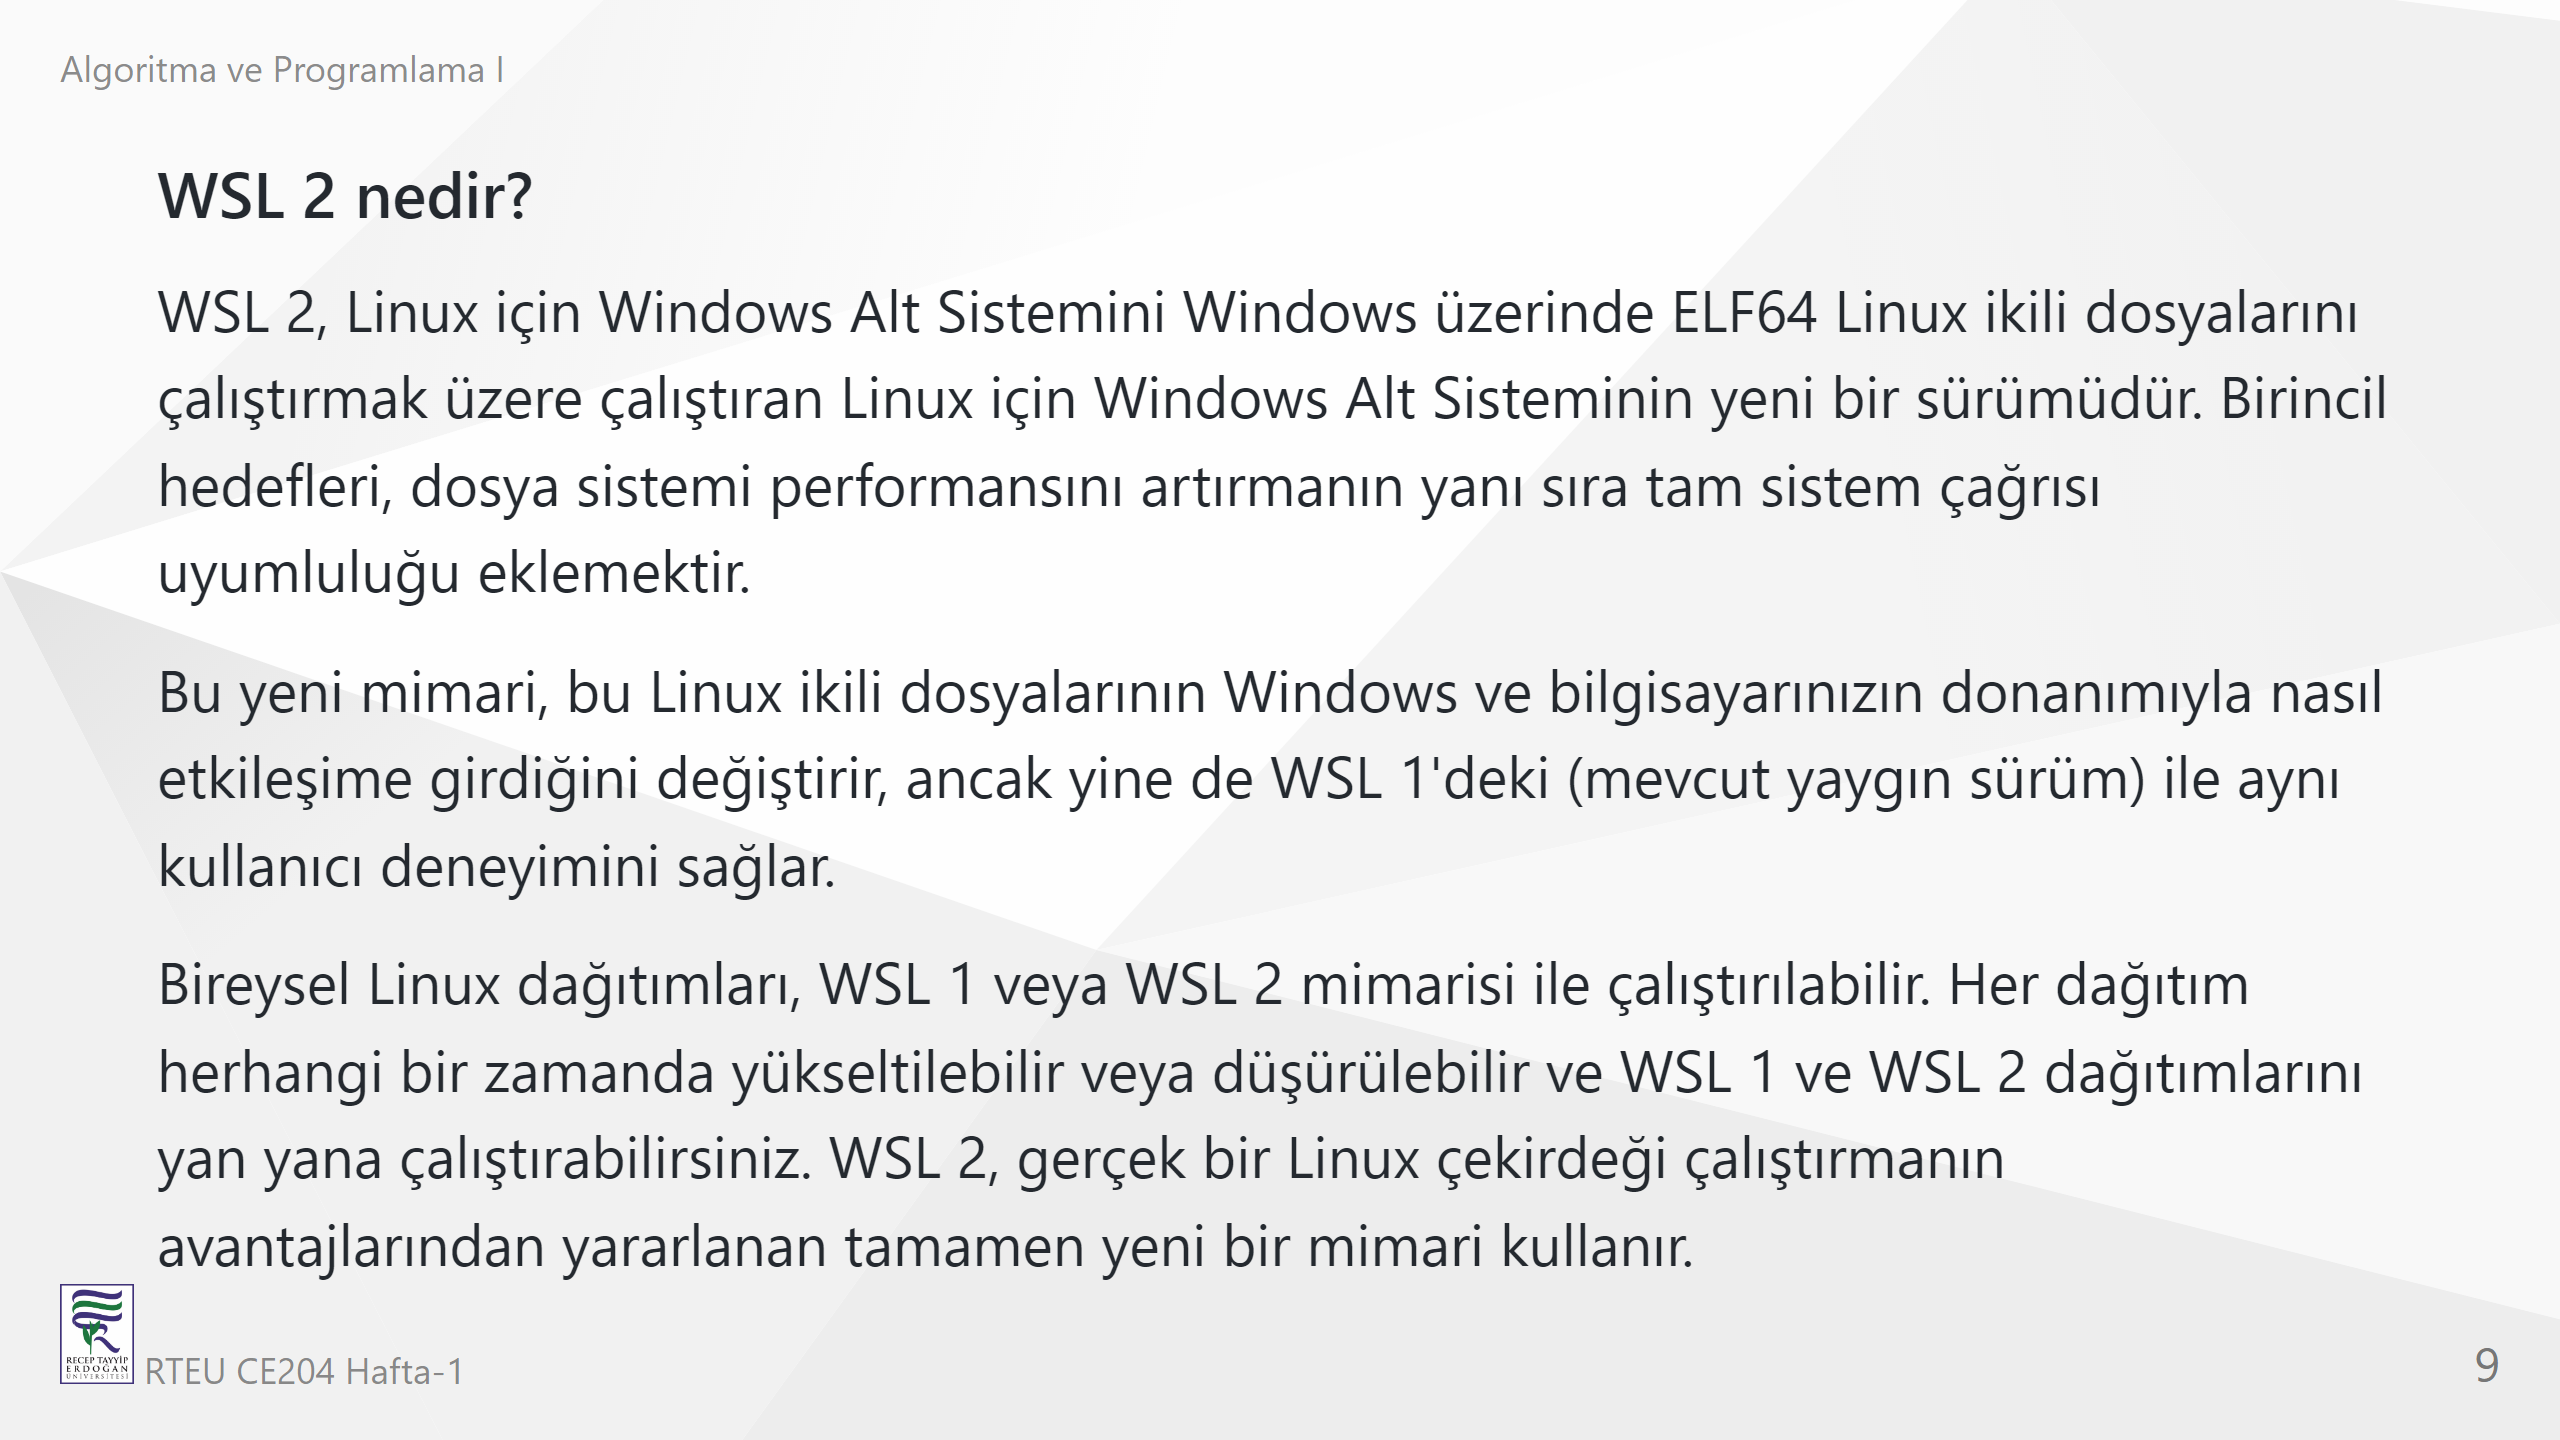 Algoritma ve Programlama I
WSL 2 nedir?
WSL 2, Linux için Windows Alt Sistemini Windows üzerinde ELF64 Linux ikili dosyalarını
çalıştırmak üzere çalıştıran Linux için Windows Alt Sisteminin yeni bir sürümüdür. Birincil
hedefleri, dosya sistemi performansını artırmanın yanı sıra tam sistem çağrısı
uyumluluğu eklemektir.
Bu yeni mimari, bu Linux ikili dosyalarının Windows ve bilgisayarınızın donanımıyla nasıl
etkileşime girdiğini değiştirir, ancak yine de WSL 1'deki (mevcut yaygın sürüm) ile aynı
kullanıcı deneyimini sağlar.
Bireysel Linux dağıtımları, WSL 1 veya WSL 2 mimarisi ile çalıştırılabilir. Her dağıtım
herhangi bir zamanda yükseltilebilir veya düşürülebilir ve WSL 1 ve WSL 2 dağıtımlarını
yan yana çalıştırabilirsiniz. WSL 2, gerçek bir Linux çekirdeği çalıştırmanın
avantajlarından yararlanan tamamen yeni bir mimari kullanır.
RECEP TAYYİP
ERDOĞAN
ÜNİVERSİTESİ
RTEU CE204 Hafta-1
9